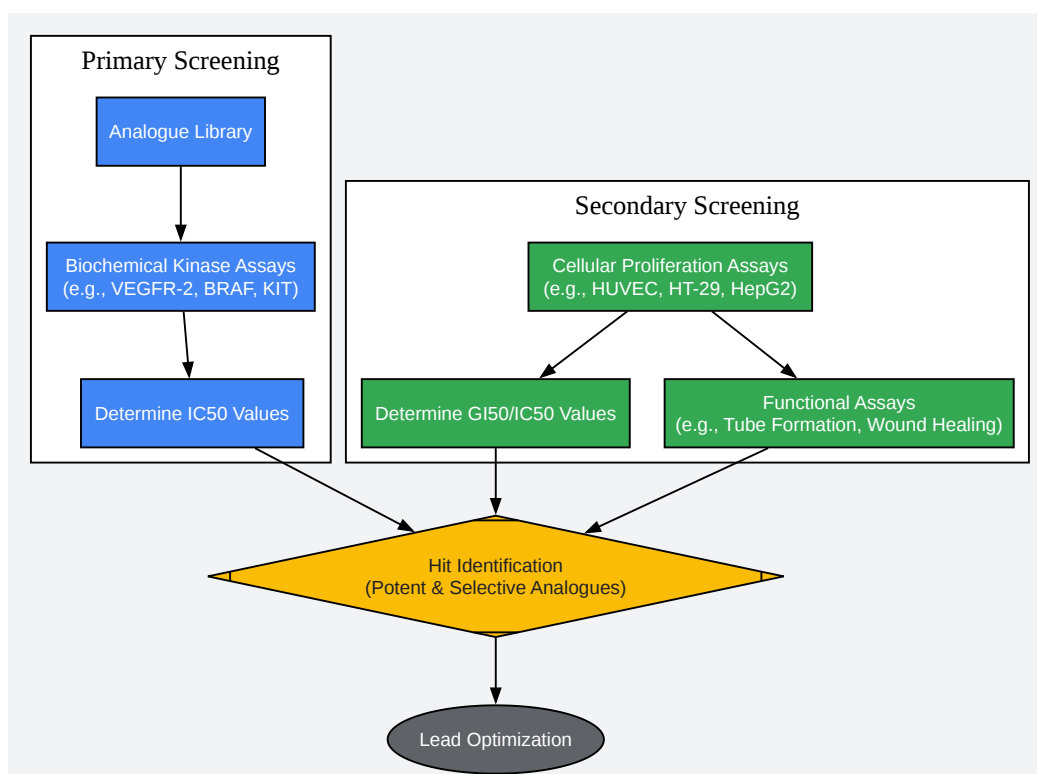 Primary Screening
Analogue Library
Biochemical Kinase Assays
(e.g., VEGFR-2, BRAF, KIT)
Determine IC50 Values
Secondary Screening
Cellular Proliferation Assays
(e.g., HUVEC, HT-29, HepG2)
Determine GI50/IC50 Values
Functional Assays
(e.g., Tube Formation, Wound Healing)
Hit Identification
(Potent & Selective Analogues)
Lead Optimization